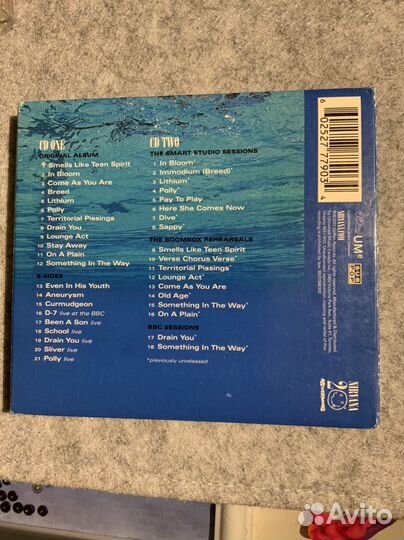 CD ONE
ORIGINAL ALBUM
1 Smells Like Teen Spirit
2 In Bloom
3 Come As You Are
4 Breed
5 Lithium
6 Polly
7 Territorial Pissings
8 Drain You
9 Lounge Act
10 Stay Away
11 On A Plain
12 Something In The Way
B-SIDES
13 Even In His Youth
14 Aneurysm
15 Curmudgeon
16 D-7 live at the BBC
17 Been A Son live
18 School live
19 Drain You live
20 Sliver live
21 Polly live
CD TWO
THE SMART STUDIO SESSIONS
1 In Bloom*
2 Immodium (Breed)*
3 Lithium*
4 Polly*
5 Pay To Play
6 Here She Comes Now
7 Dive*
8 Sappy
THE BOOMBOX REHEARSALS
9 Smells Like Teen Spirit
10 Verse Chorus Verse*
11 Territorial Pissings*
12 Lounge Act*
13 Come As You Are
14 Old Age*
15 Something In The Way*
16 On A Plain*
BBC SESSIONS
17 Drain You*
18 Something In The Way*
*previously unreleased
6 02527 77903 4
UMe
SUB POP
NIRVANA
20
Avito